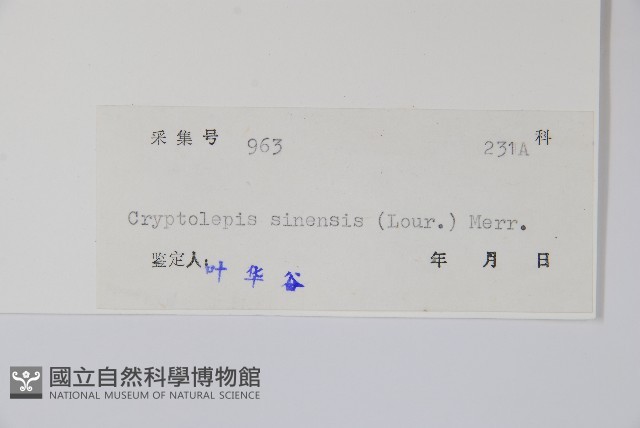 采集号 963 231A 科
Cryptolepis sinensis (Lour.) Merr.
鉴定人 叶华谷 年 月 日
國立自然科學博物館
NATIONAL MUSEUM OF NATURAL SCIENCE